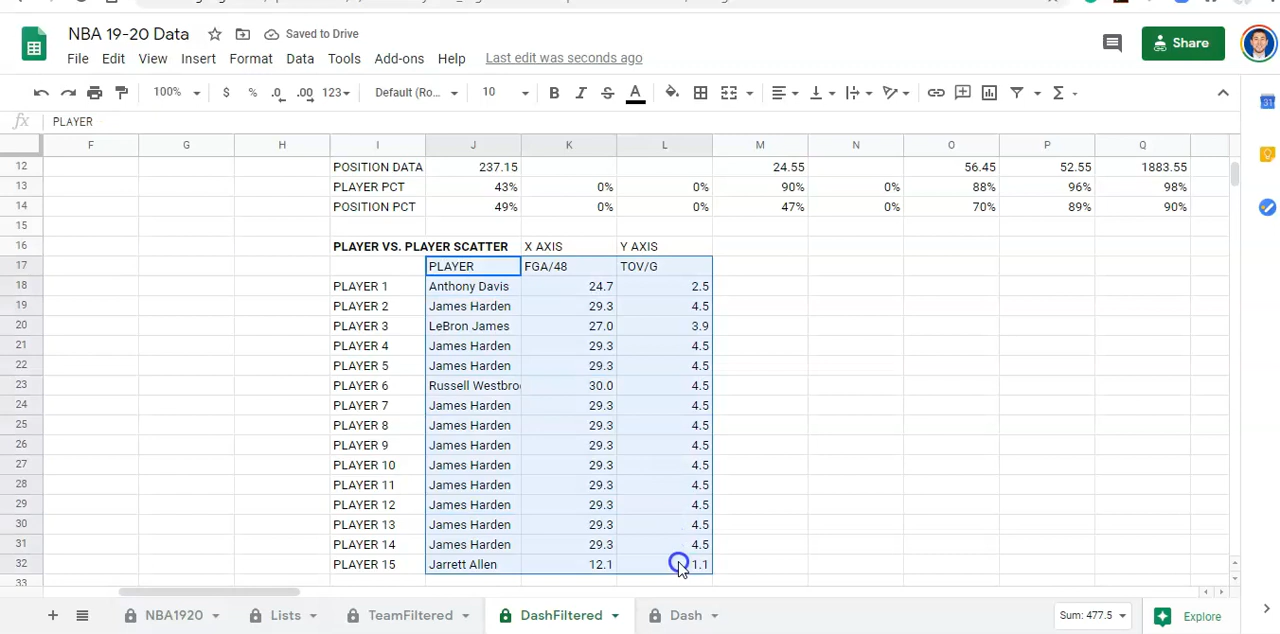 NBA 19-20 Data Saved to Drive
File Edit View Insert Format Data Tools Add-ons Help Last edit was seconds ago
Share
100% $ % .0 .00 123 Default (Ro... 10 B I S A
fx PLAYER
F G H I J K L M N O P Q
12 POSITION DATA 237.15 24.55 56.45 52.55 1883.55
13 PLAYER PCT 43% 0% 0% 90% 0% 88% 96% 98%
14 POSITION PCT 49% 0% 0% 47% 0% 70% 89% 90%
15
16 PLAYER VS. PLAYER SCATTER X AXIS Y AXIS
17 PLAYER FGA/48 TOV/G
18 PLAYER 1 Anthony Davis 24.7 2.5
19 PLAYER 2 James Harden 29.3 4.5
20 PLAYER 3 LeBron James 27.0 3.9
21 PLAYER 4 James Harden 29.3 4.5
22 PLAYER 5 James Harden 29.3 4.5
23 PLAYER 6 Russell Westbroo 30.0 4.5
24 PLAYER 7 James Harden 29.3 4.5
25 PLAYER 8 James Harden 29.3 4.5
26 PLAYER 9 James Harden 29.3 4.5
27 PLAYER 10 James Harden 29.3 4.5
28 PLAYER 11 James Harden 29.3 4.5
29 PLAYER 12 James Harden 29.3 4.5
30 PLAYER 13 James Harden 29.3 4.5
31 PLAYER 14 James Harden 29.3 4.5
32 PLAYER 15 Jarrett Allen 12.1 1.1
33
NBA1920 Lists TeamFiltered DashFiltered Dash Sum: 477.5 Explore